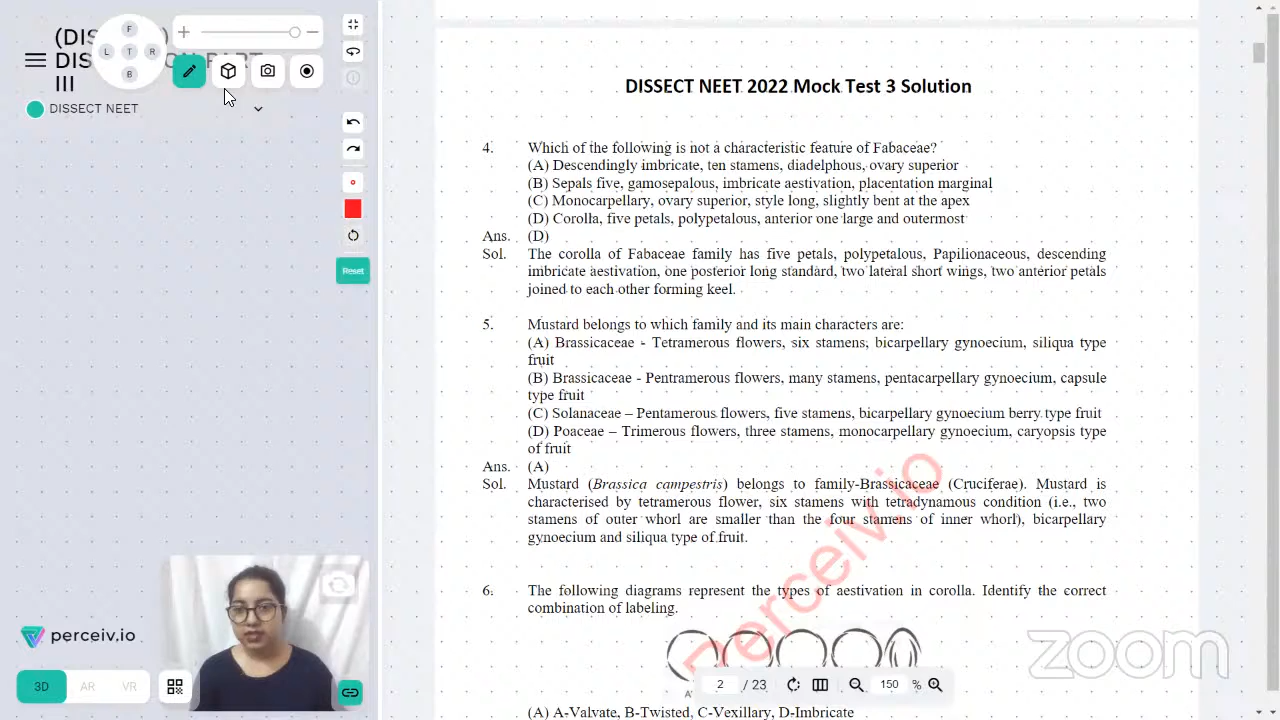 (DIS
DIS ON PART
III
F
L T R
B
DISSECT NEET
Reset
DISSECT NEET 2022 Mock Test 3 Solution
4. Which of the following is not a characteristic feature of Fabaceae?
(A) Descendingly imbricate, ten stamens, diadelphous, ovary superior
(B) Sepals five, gamosepalous, imbricate aestivation, placentation marginal
(C) Monocarpellary, ovary superior, style long, slightly bent at the apex
(D) Corolla, five petals, polypetalous, anterior one large and outermost
Ans. (D)
Sol. The corolla of Fabaceae family has five petals, polypetalous, Papilionaceous, descending
imbricate aestivation, one posterior long standard, two lateral short wings, two anterior petals
joined to each other forming keel.
5. Mustard belongs to which family and its main characters are:
(A) Brassicaceae - Tetramerous flowers, six stamens, bicarpellary gynoecium, siliqua type
fruit
(B) Brassicaceae - Pentramerous flowers, many stamens, pentacarpellary gynoecium, capsule
type fruit
(C) Solanaceae – Pentamerous flowers, five stamens, bicarpellary gynoecium berry type fruit
(D) Poaceae – Trimerous flowers, three stamens, monocarpellary gynoecium, caryopsis type
of fruit
Ans. (A)
Sol. Mustard (Brassica campestris) belongs to family-Brassicaceae (Cruciferae). Mustard is
characterised by tetramerous flower, six stamens with tetradynamous condition (i.e., two
stamens of outer whorl are smaller than the four stamens of inner whorl), bicarpellary
gynoecium and siliqua type of fruit.
6. The following diagrams represent the types of aestivation in corolla. Identify the correct
combination of labeling.
(A) A-Valvate, B-Twisted, C-Vexillary, D-Imbricate
Perceiv.io
2 / 23 150 %
perceiv.io
3D AR VR
zoom